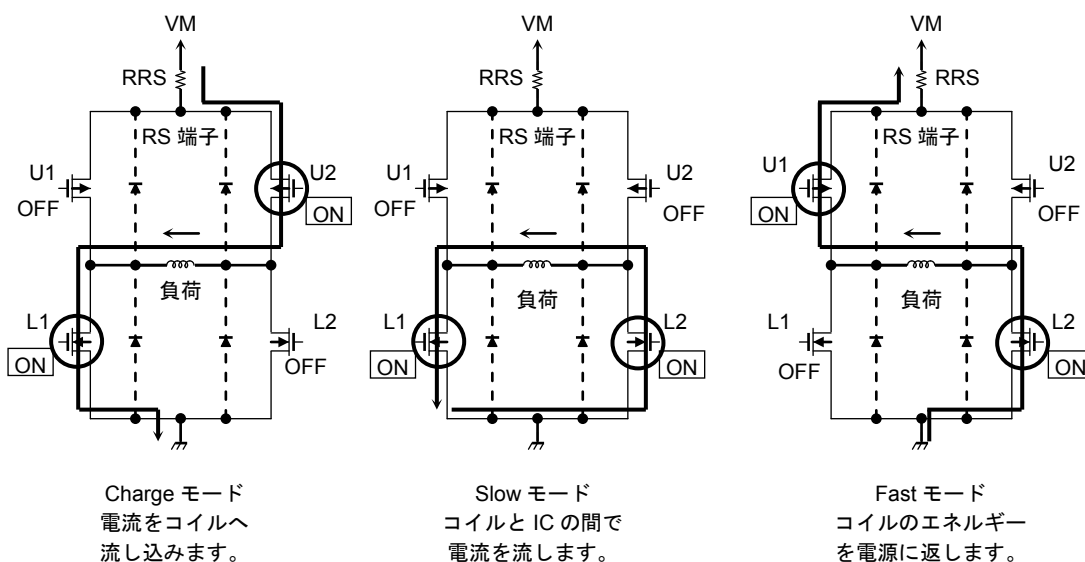 VM
RRS
RS 端子
U1
OFF
U2
ON
負荷
L1
ON
L2
OFF
Charge モード
電流をコイルへ
流し込みます。
VM
RRS
RS 端子
U1
OFF
U2
OFF
負荷
L1
ON
L2
ON
Slow モード
コイルと IC の間で
電流を流します。
VM
RRS
RS 端子
U1
ON
U2
OFF
負荷
L1
OFF
L2
ON
Fast モード
コイルのエネルギー
を電源に返します。